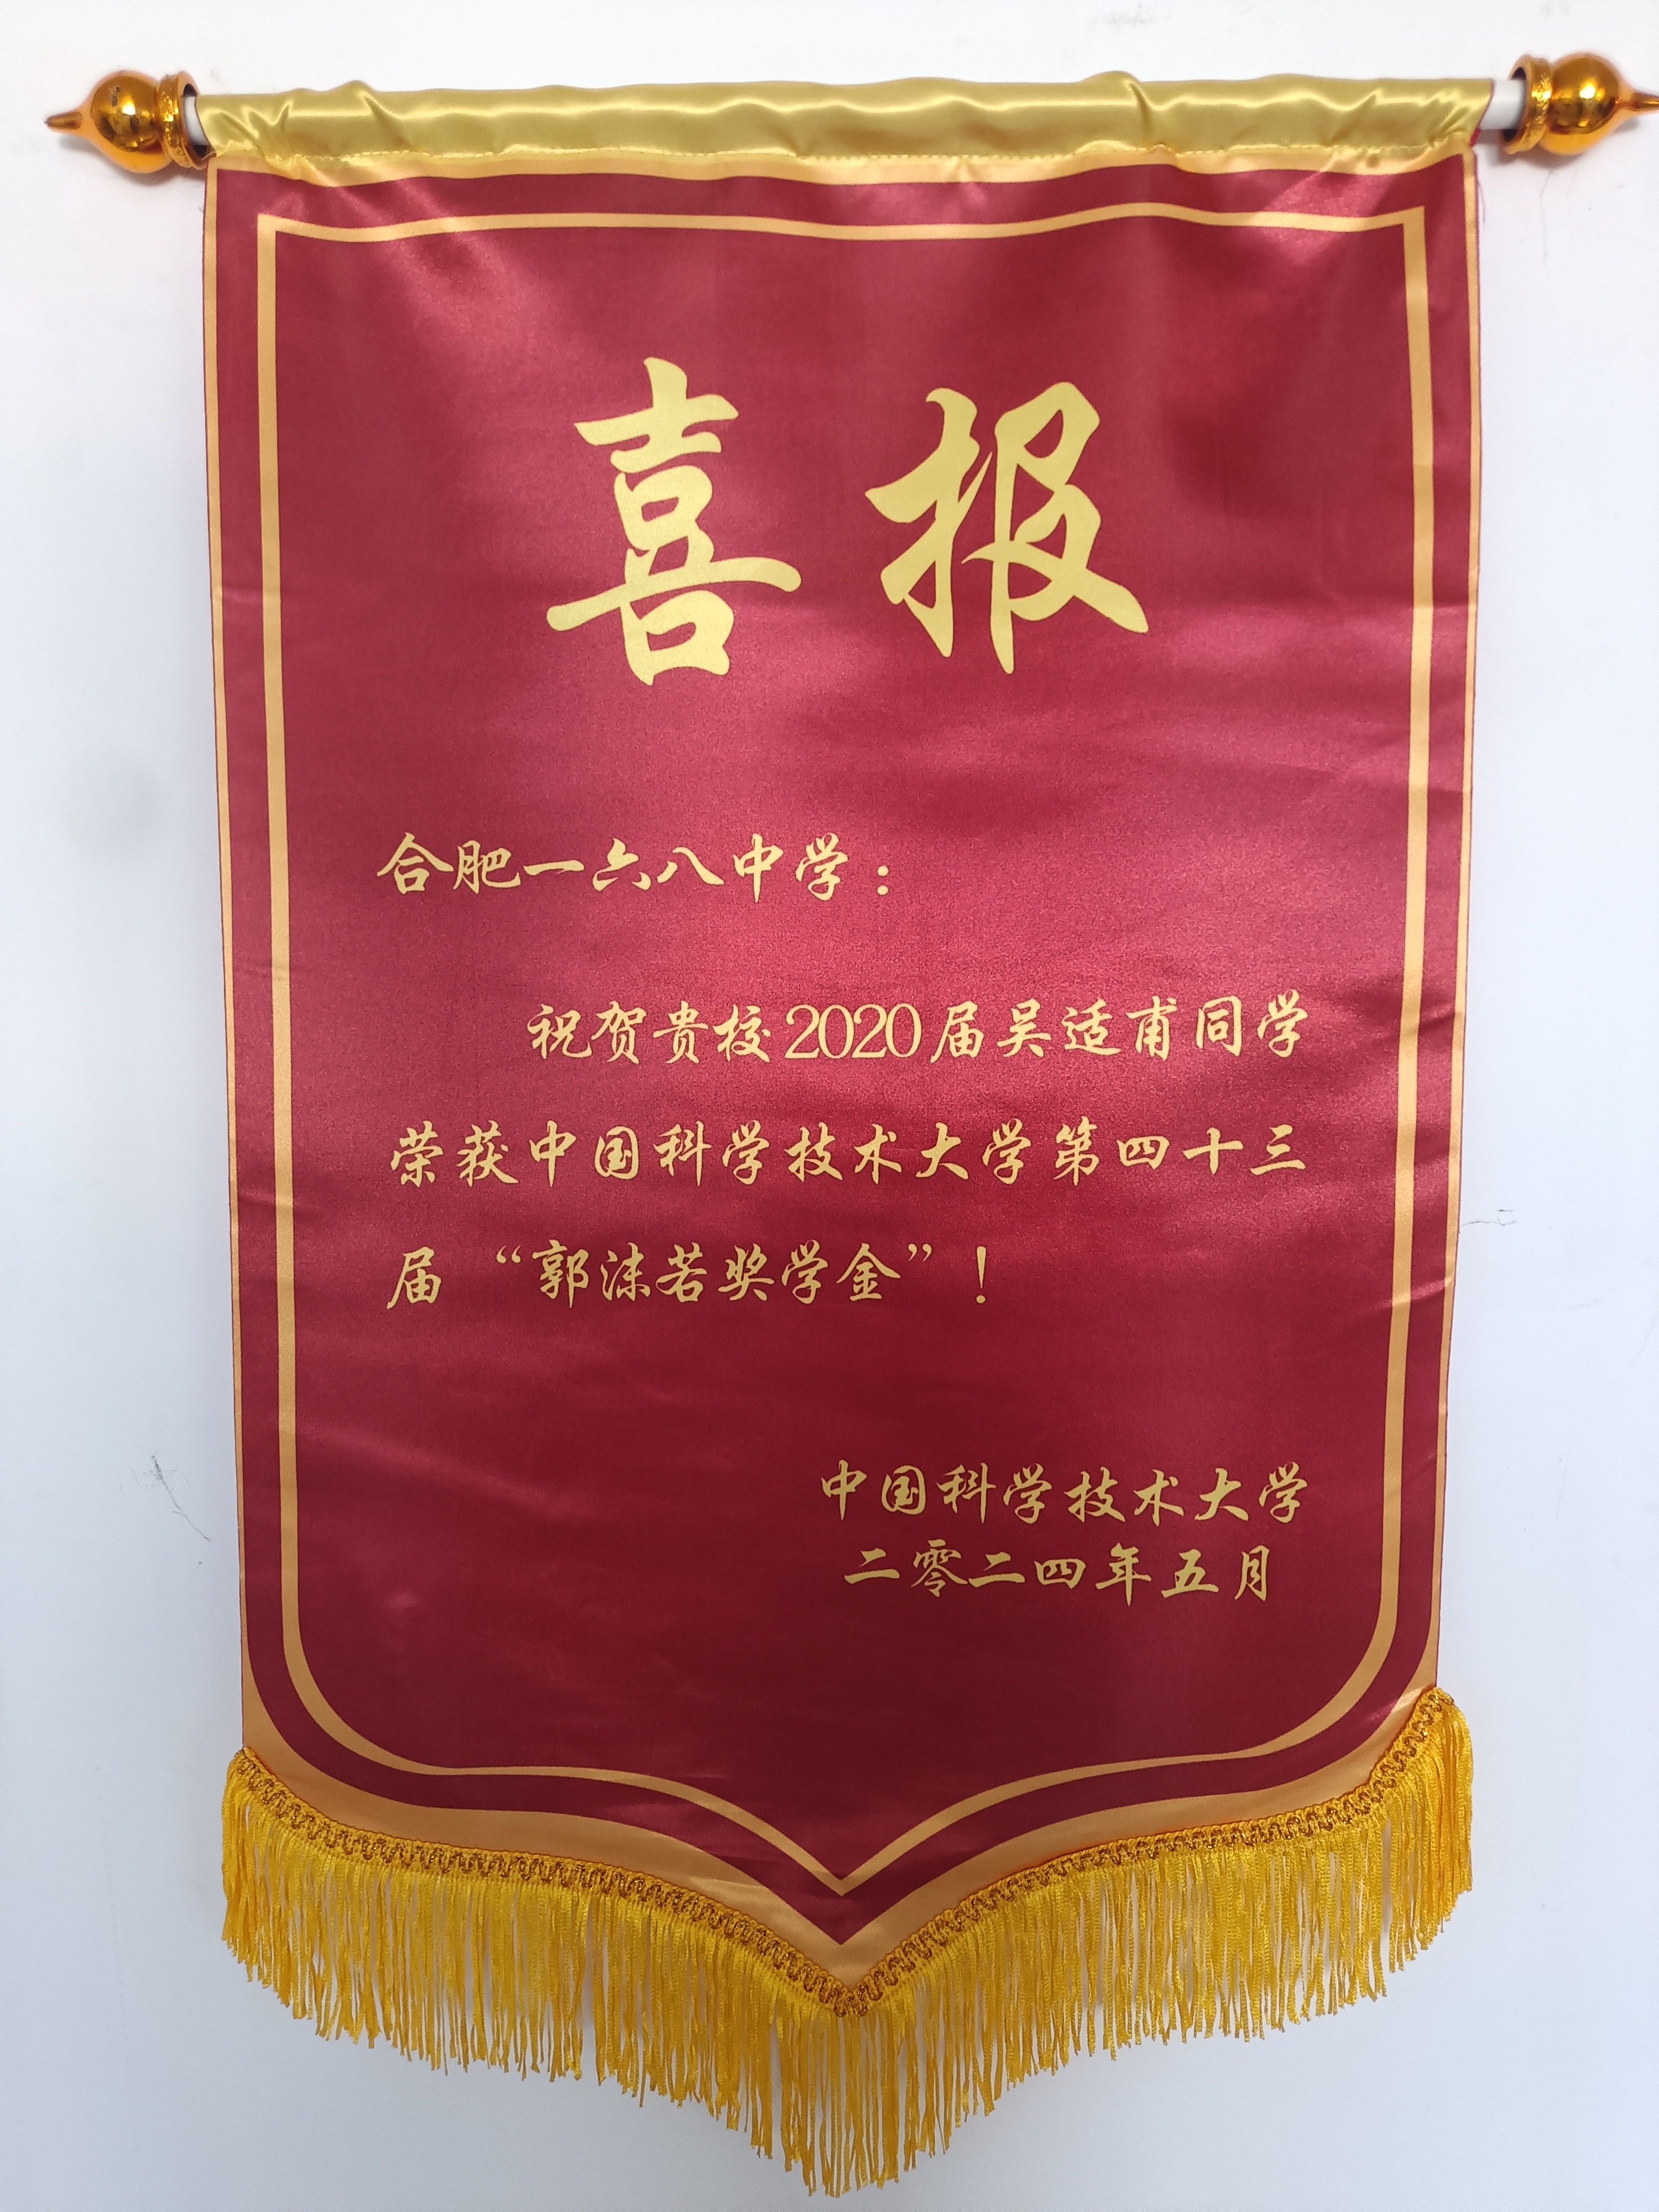 喜报
合肥一六八中学：
祝贺贵校2020届吴适甫同学
荣获中国科学技术大学第四十三
届“郭沫若奖学金”！
中国科学技术大学
二零二四年五月